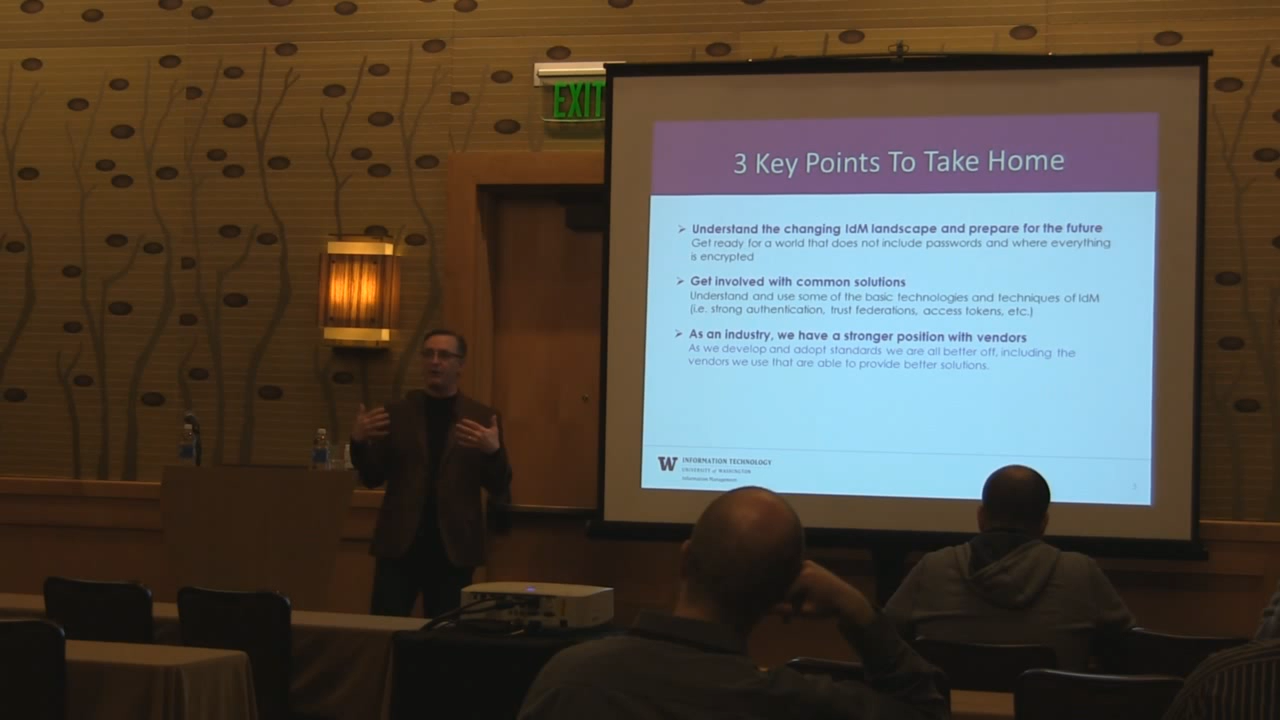 EXIT
3 Key Points To Take Home
➢ Understand the changing IdM landscape and prepare for the future
Get ready for a world that does not include passwords and where everything
is encrypted
➢ Get involved with common solutions
Understand and use some of the basic technologies and techniques of IdM
(i.e. strong authentication, trust federations, access tokens, etc.)
➢ As an industry, we have a stronger position with vendors
As we develop and adopt standards we are all better off, including the
vendors we use that are able to provide better solutions.
W INFORMATION TECHNOLOGY
UNIVERSITY of WASHINGTON
Information Management
3